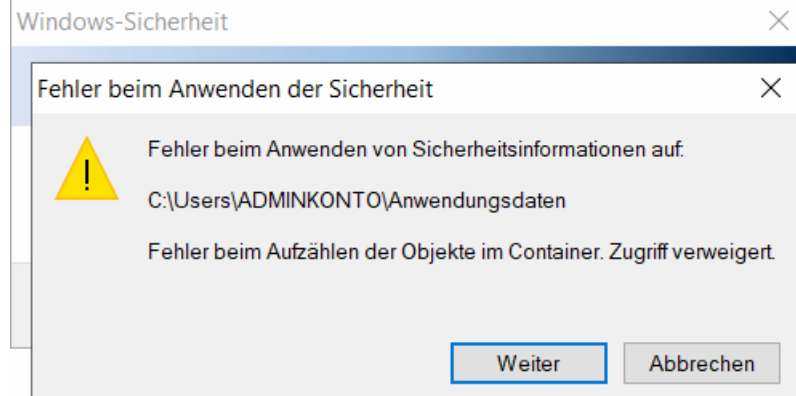 Windows-Sicherheit
Fehler beim Anwenden der Sicherheit
Fehler beim Anwenden von Sicherheitsinformationen auf:
C:\Users\ADMINKONTO\Anwendungsdaten
Fehler beim Aufzählen der Objekte im Container. Zugriff verweigert.
Weiter
Abbrechen